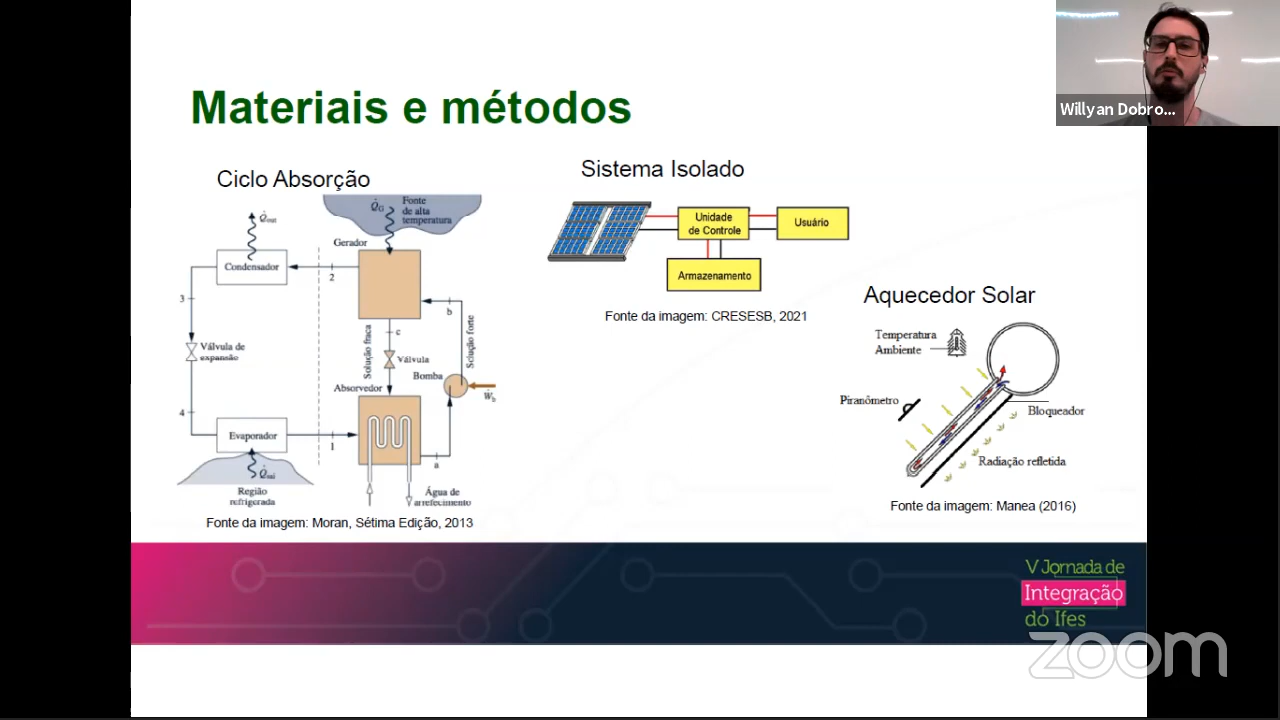 Materiais e métodos
Willyan Dobro...
Ciclo Absorção
Q̇out
Q̇G
Fonte
de alta
temperatura
Gerador
Condensador
2
3
b
c
Solução fraca
Solução forte
Válvula de
expansão
Válvula
Bomba
Ẇb
Absorvedor
4
Evaporador
1
a
Região
refrigerada
Água de
arrefecimento
Fonte da imagem: Moran, Sétima Edição, 2013
Sistema Isolado
Unidade
de Controle
Usuário
Armazenamento
Fonte da imagem: CRESESB, 2021
Aquecedor Solar
Temperatura
Ambiente
Piranômetro
Bloqueador
Radiação refletida
Fonte da imagem: Manea (2016)
V Jornada de
Integração
do Ifes
zoom